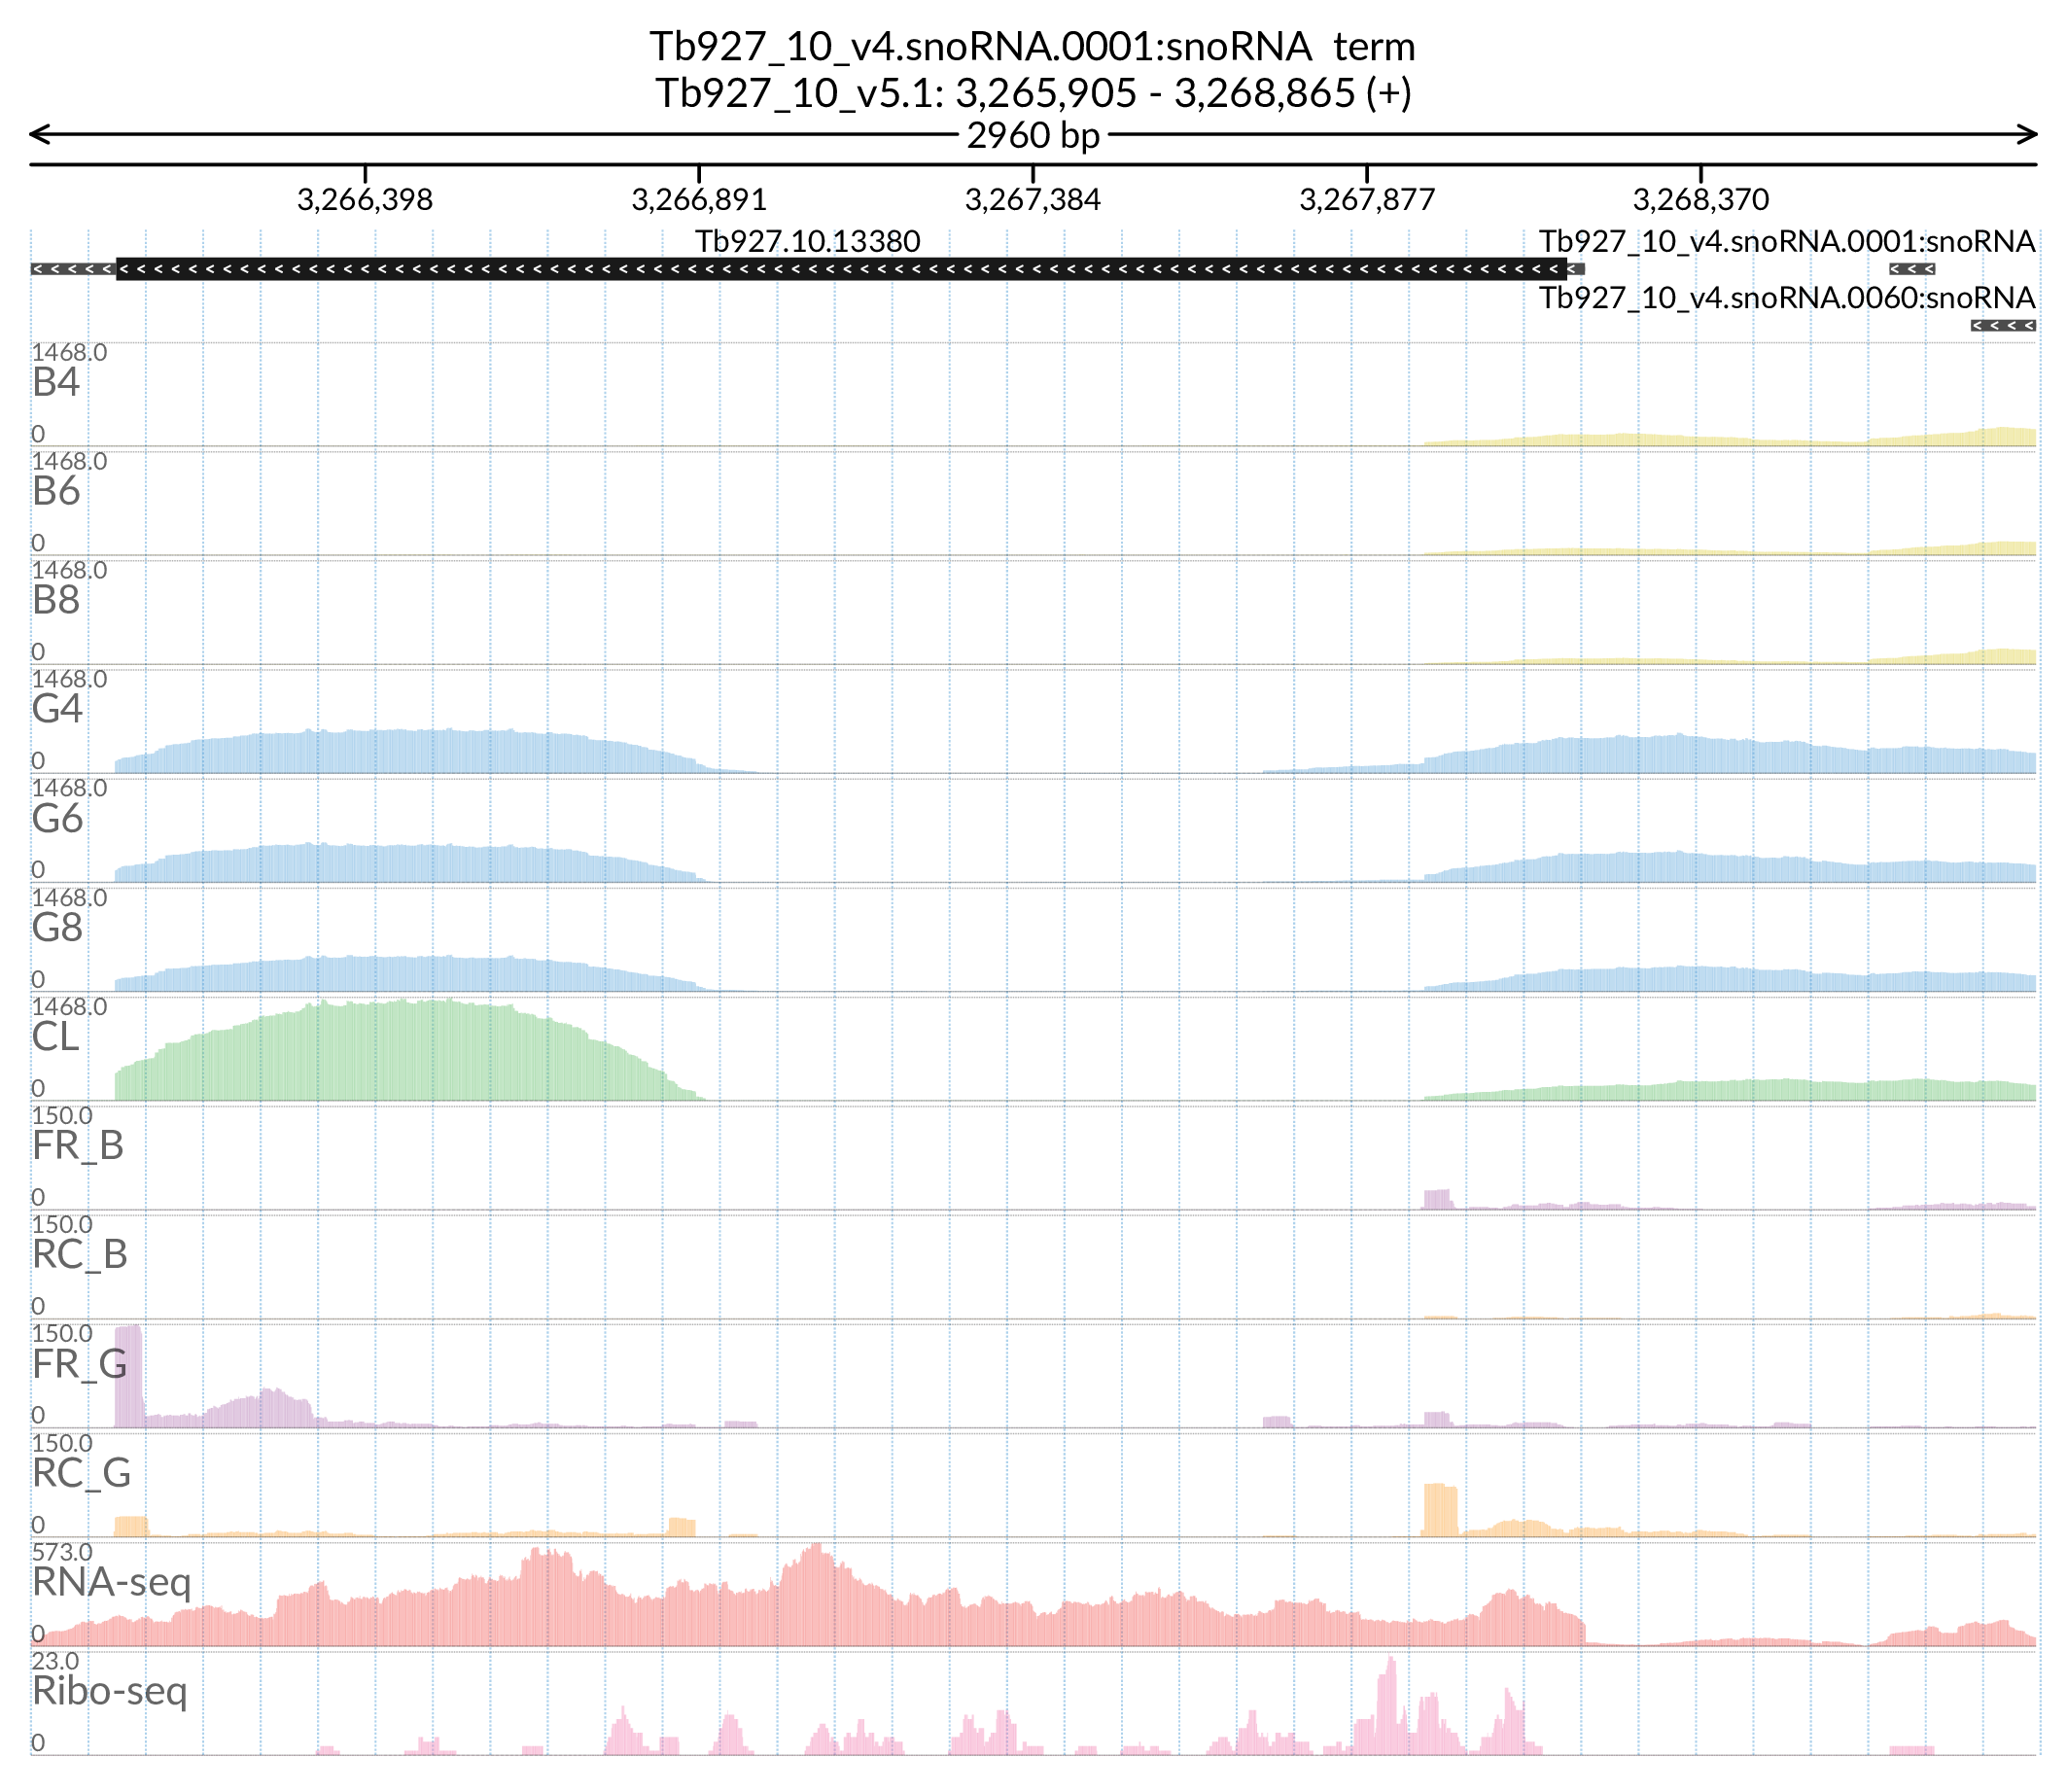 Tb927_10_v4.snoRNA.0001:snoRNA term
Tb927_10_v5.1: 3,265,905 - 3,268,865 (+)
2960 bp
3,266,398 3,266,891 3,267,384 3,267,877 3,268,370
Tb927.10.13380 Tb927_10_v4.snoRNA.0001:snoRNA
Tb927_10_v4.snoRNA.0060:snoRNA
1468.0
B4
0
1468.0
B6
0
1468.0
B8
0
1468.0
G4
0
1468.0
G6
0
1468.0
G8
0
1468.0
CL
0
150.0
FR_B
0
150.0
RC_B
0
150.0
FR_G
0
150.0
RC_G
0
573.0
RNA-seq
0
23.0
Ribo-seq
0